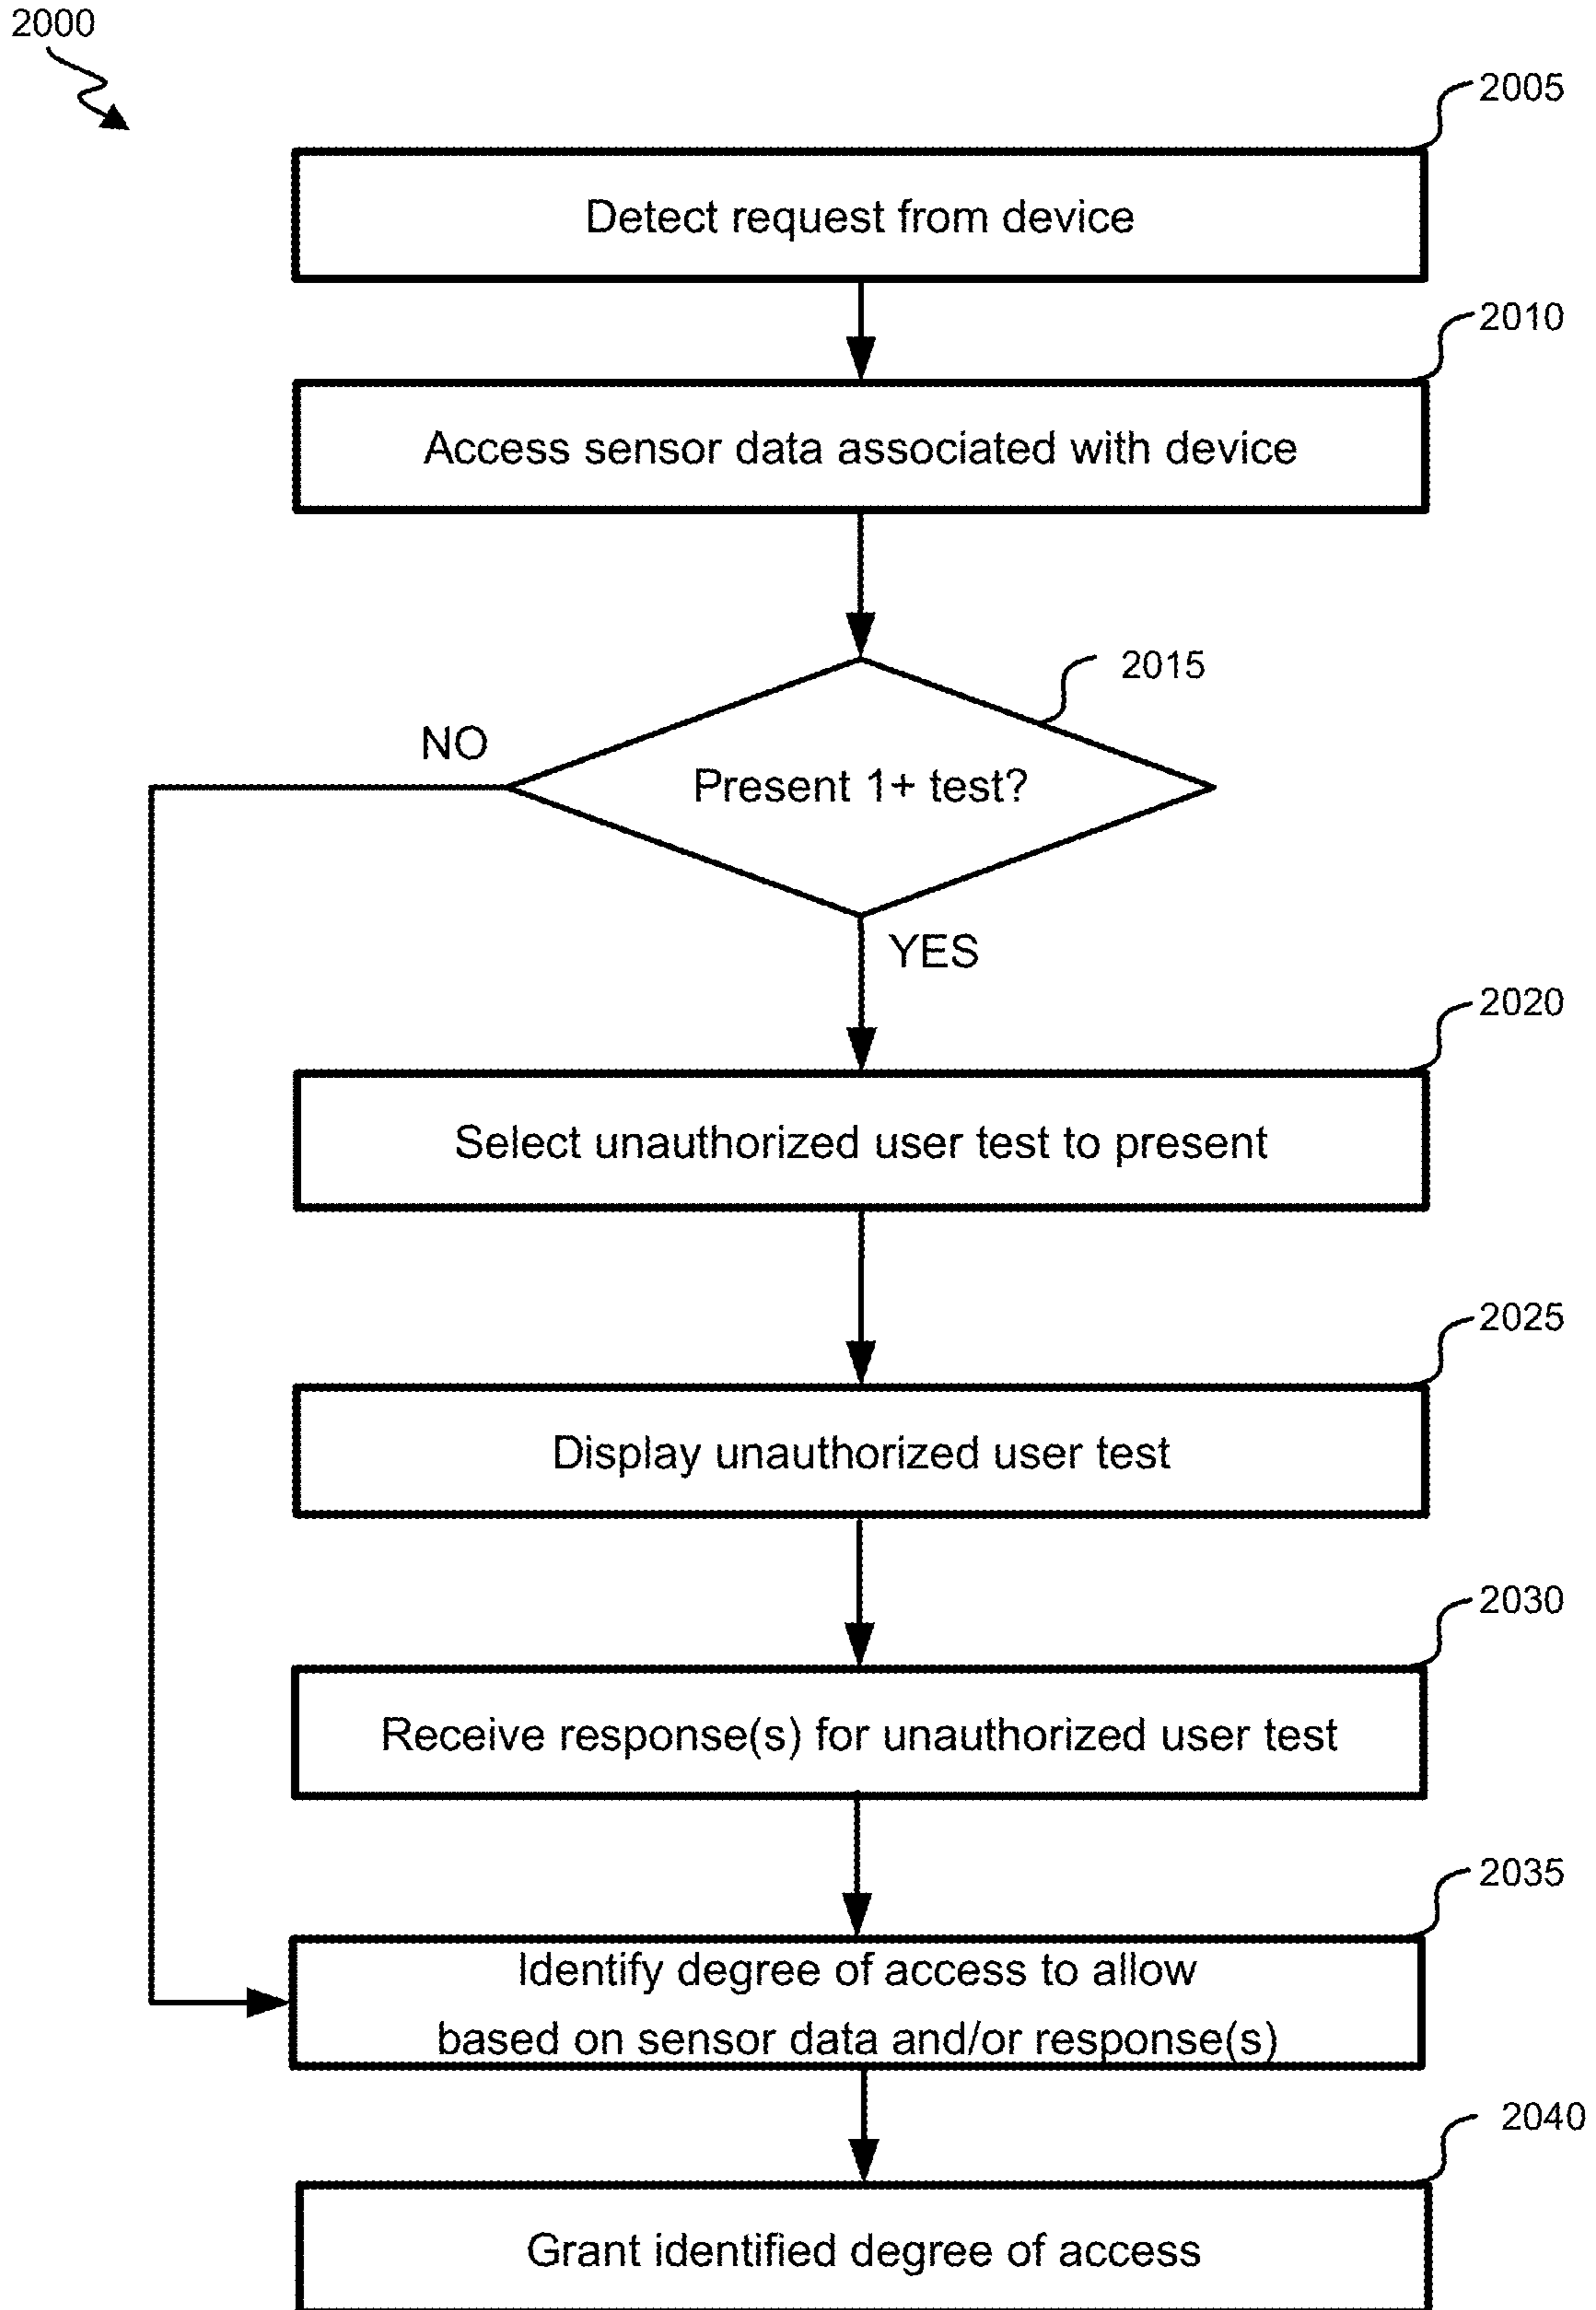 2000
2005
Detect request from device
2010
Access sensor data associated with device
2015
NO
Present 1+ test?
YES
2020
Select unauthorized user test to present
2025
Display unauthorized user test
2030
Receive response(s) for unauthorized user test
2035
Identify degree of access to allow
based on sensor data and/or response(s)
2040
Grant identified degree of access